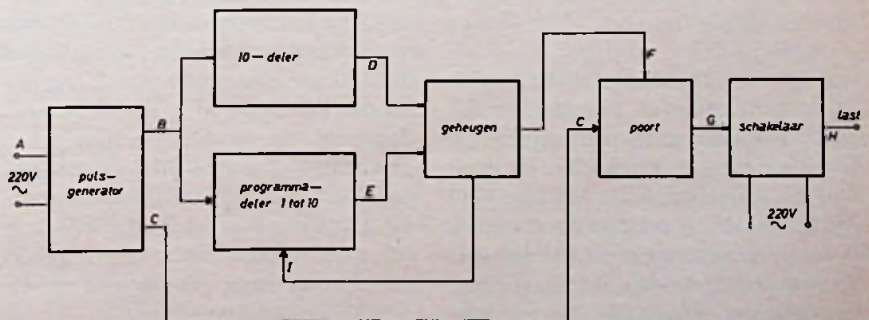 A
220V
~
puls-
generator
B
C
10-deler
D
programma-
deler 1 tot 10
E
I
geheugen
F
C
poort
G
schakelaar
last
H
220V
~